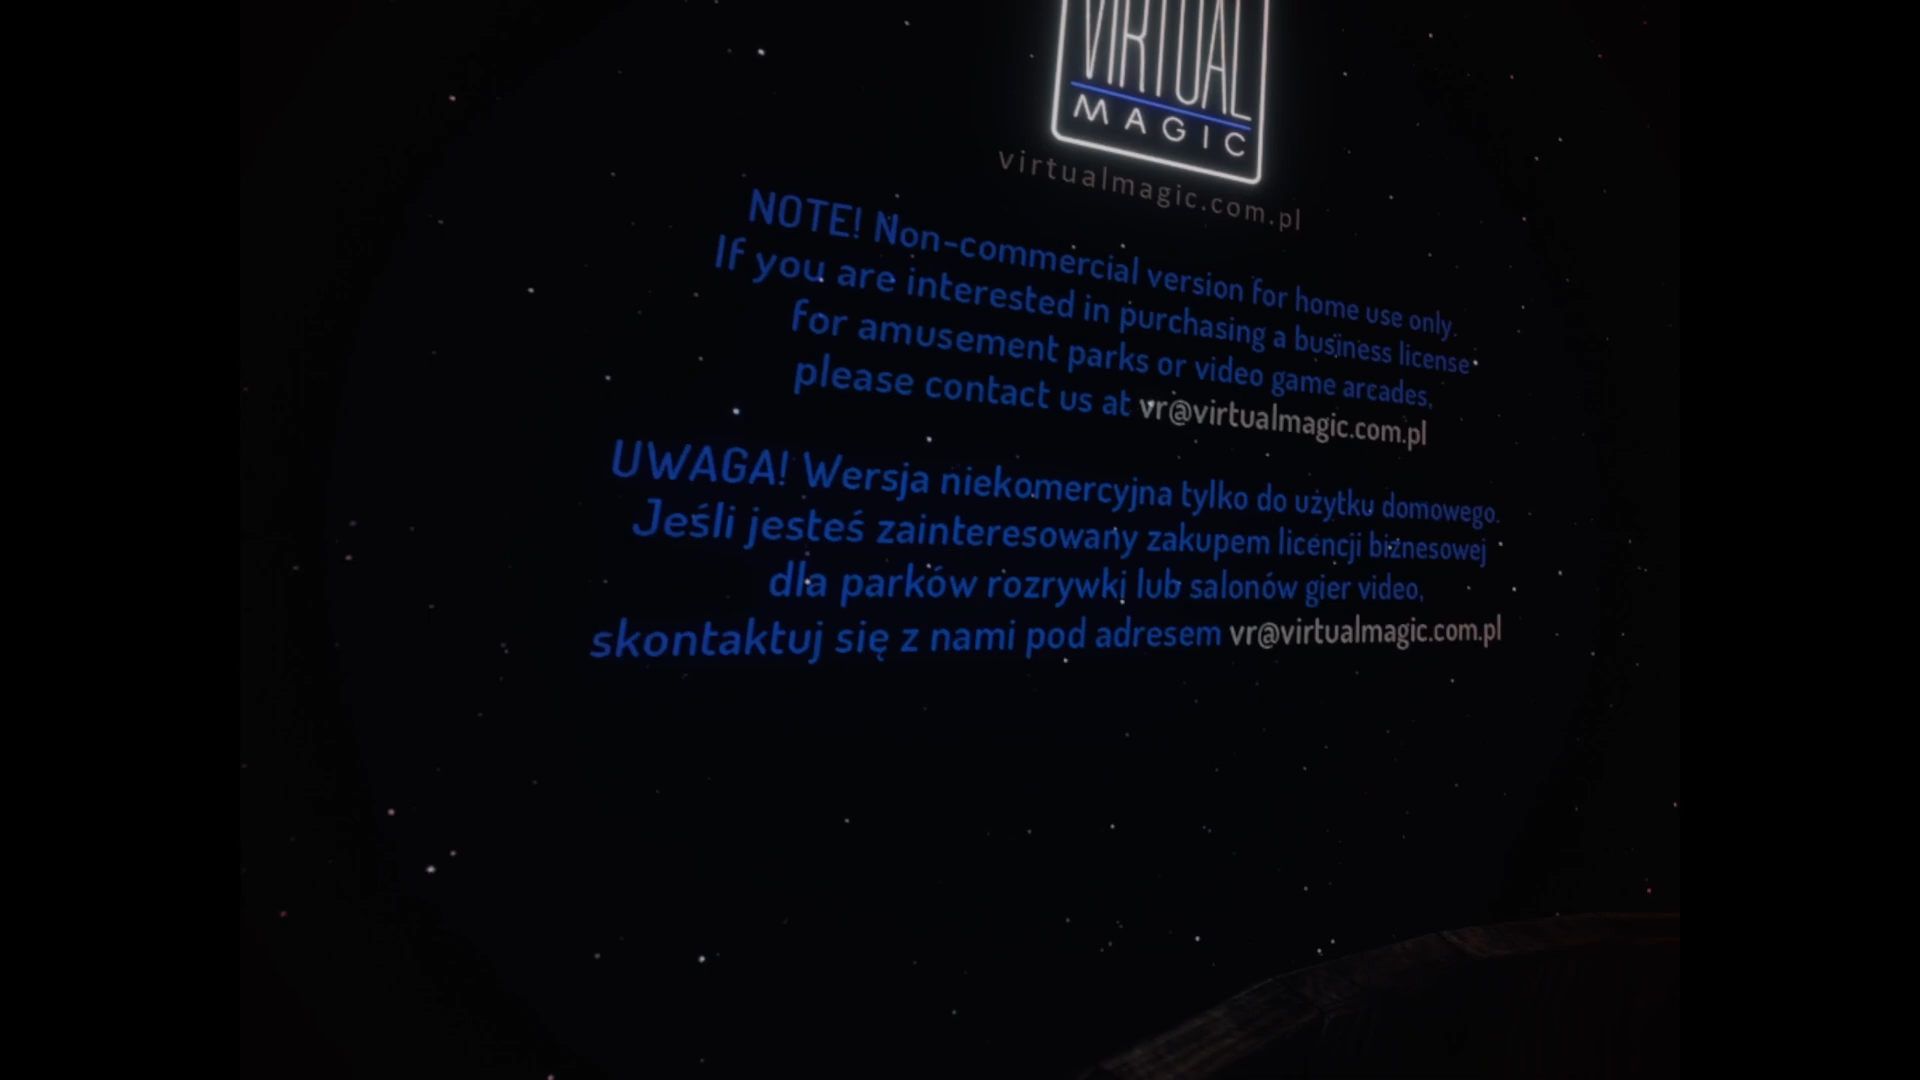 VIRTUAL
MAGIC
virtualmagic.com.pl
NOTE! Non-commercial version for home use only.
If you are interested in purchasing a business license
for amusement parks or video game arcades,
please contact us at vr@virtualmagic.com.pl
UWAGA! Wersja niekomercyjna tylko do użytku domowego.
Jeśli jesteś zainteresowany zakupem licencji biznesowej
dla parków rozrywki lub salonów gier video,
skontaktuj się z nami pod adresem vr@virtualmagic.com.pl